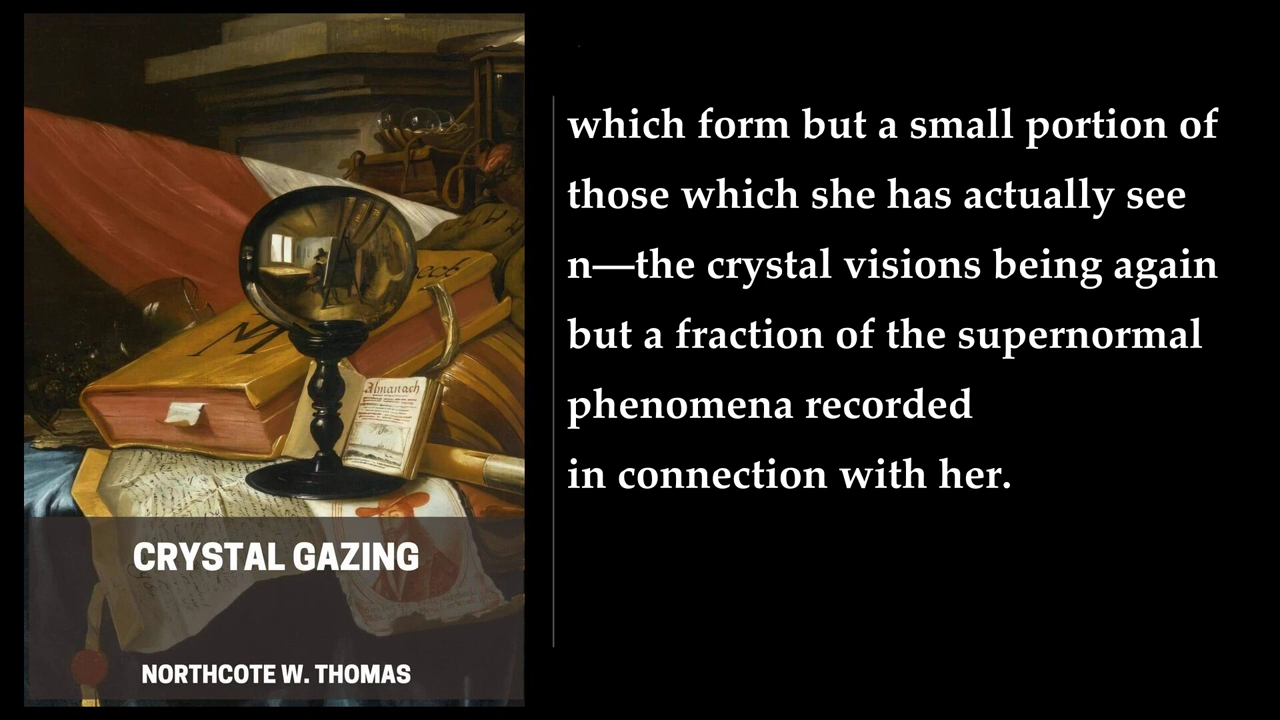 which form but a small portion of
those which she has actually see
n—the crystal visions being again
but a fraction of the supernormal
phenomena recorded
in connection with her.
Almanach
M
CRYSTAL GAZING
NORTHCOTE W. THOMAS